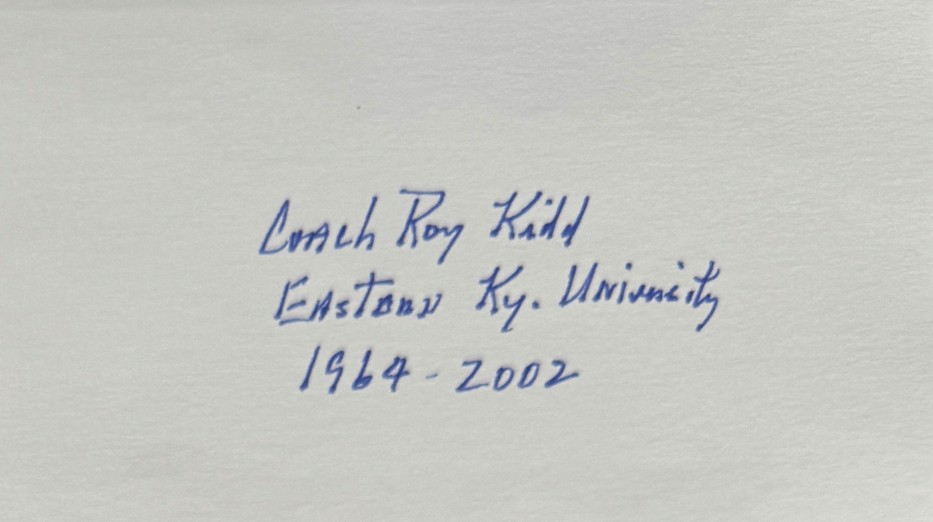 Coach Roy Kidd
Eastern Ky. University
1964-2002